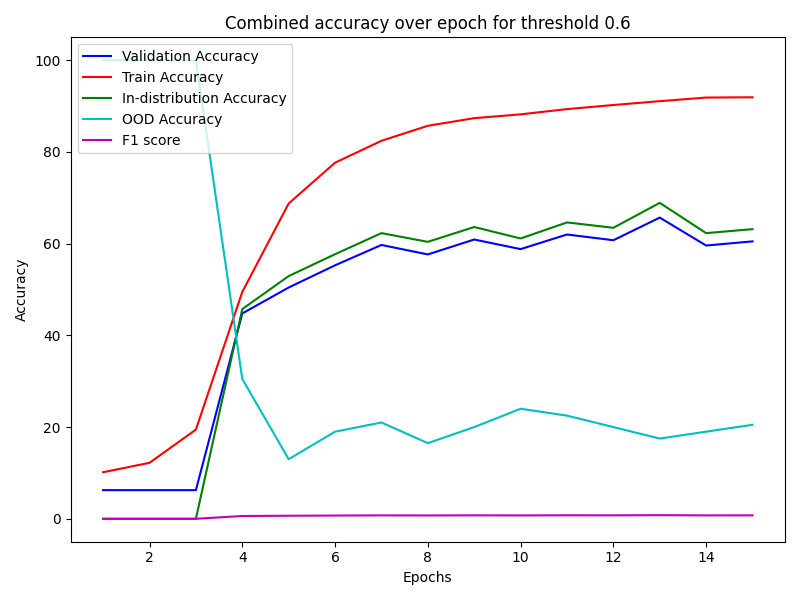 Combined accuracy over epoch for threshold 0.6
Validation Accuracy
Train Accuracy
In-distribution Accuracy
OOD Accuracy
F1 score
100
80
60
40
20
0
Accuracy
2 4 6 8 10 12 14
Epochs